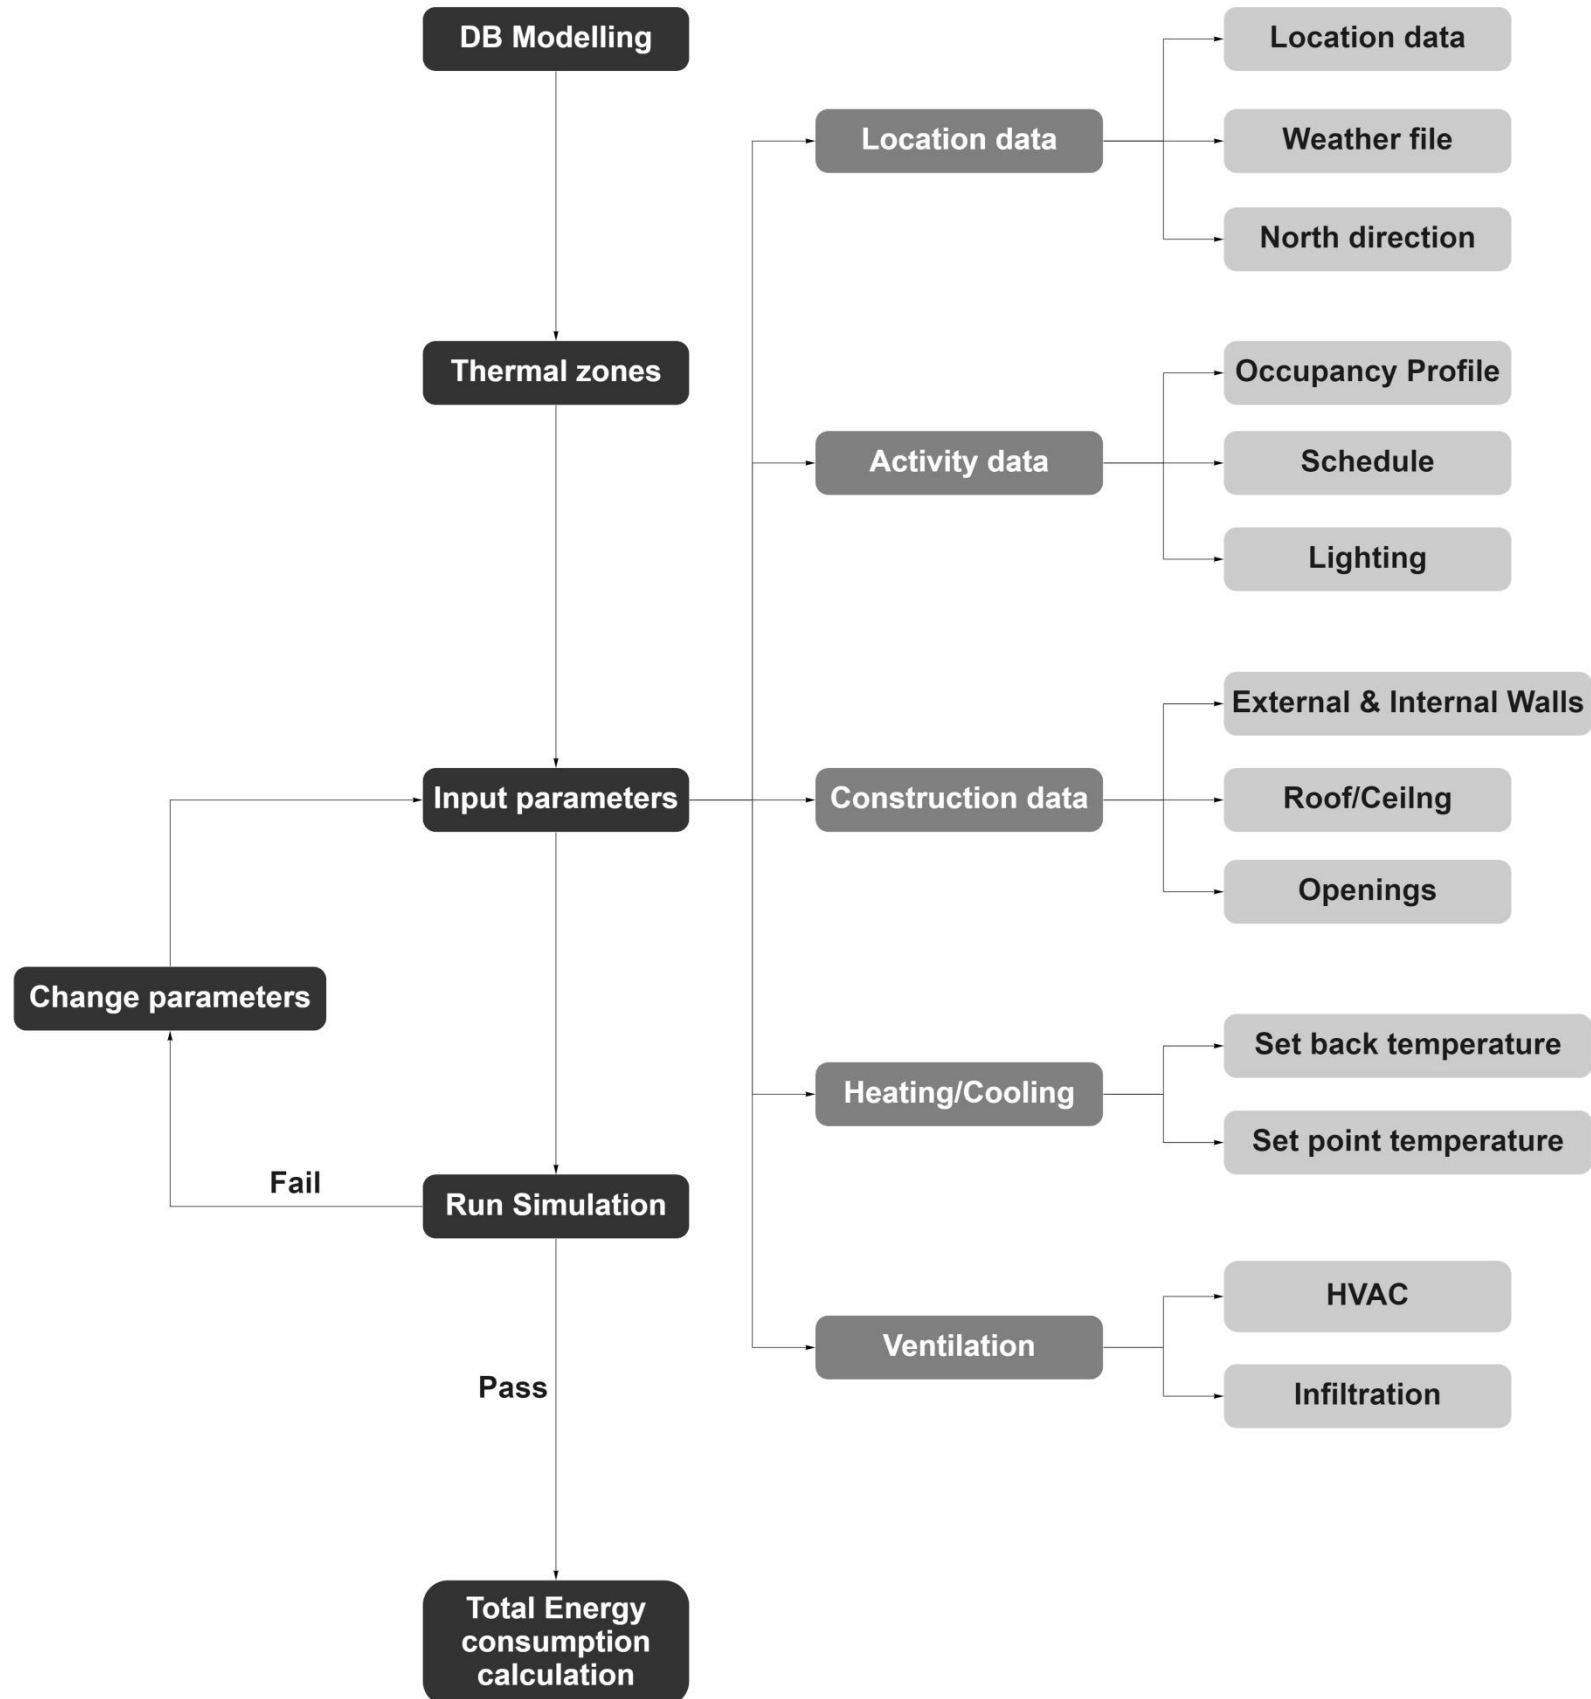 DB Modelling
Location data
Location data
Weather file
North direction
Thermal zones
Occupancy Profile
Activity data
Schedule
Lighting
External & Internal Walls
Input parameters
Construction data
Roof/Ceilng
Openings
Change parameters
Set back temperature
Heating/Cooling
Set point temperature
Fail
Run Simulation
HVAC
Ventilation
Pass
Infiltration
Total Energy
consumption
calculation